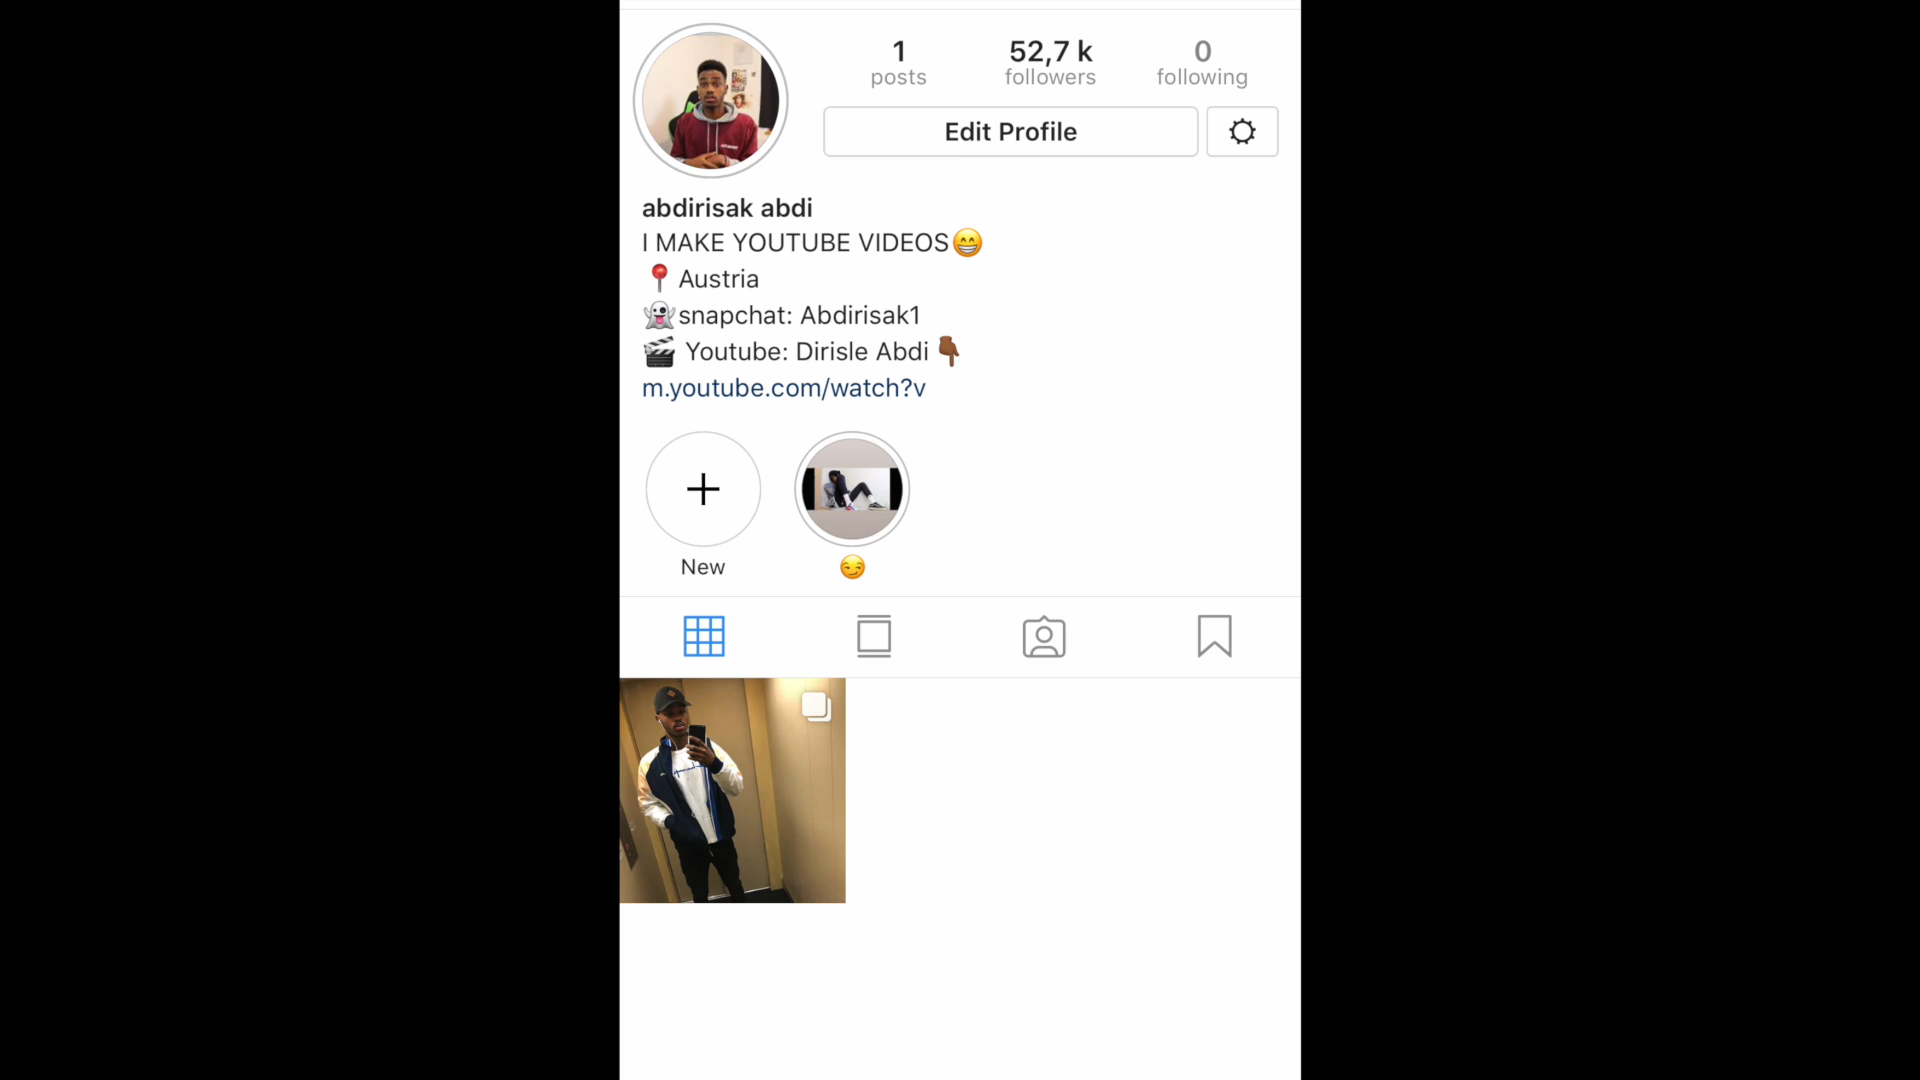 1 52,7 k 0
posts followers following
Edit Profile
abdirisak abdi
I MAKE YOUTUBE VIDEOS😁
📍 Austria
👻snapchat: Abdirisak1
🎬 Youtube: Dirisle Abdi 👇🏾
m.youtube.com/watch?v
New 😏